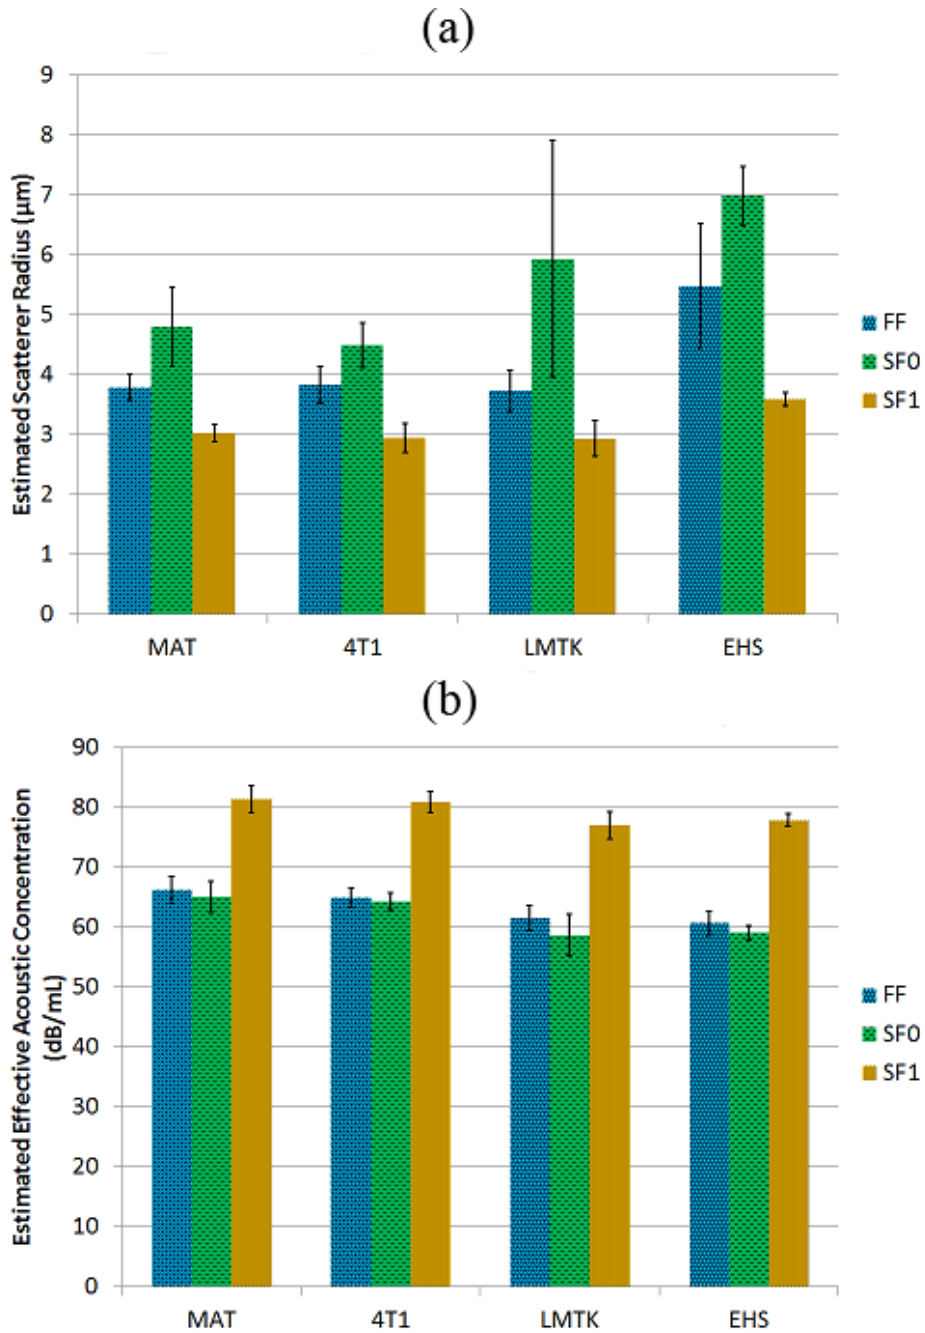 (a)
Estimated Scatterer Radius (μm)
9
8
7
6
5
4
3
2
1
0
MAT 4T1 LMTK EHS
FF
SF0
SF1
(b)
Estimated Effective Acoustic Concentration
(dB/mL)
90
80
70
60
50
40
30
20
10
0
MAT 4T1 LMTK EHS
FF
SF0
SF1